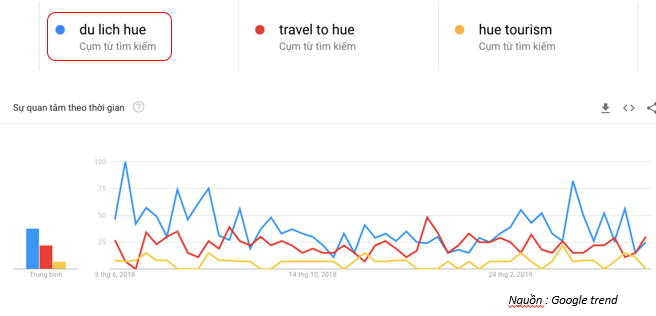 du lich hue
Cụm từ tìm kiếm
travel to hue
Cụm từ tìm kiếm
hue tourism
Cụm từ tìm kiếm
Sự quan tâm theo thời gian ?
100
75
50
25
Trung bình
3 thg 6, 2018
14 thg 10, 2018
24 thg 2, 2019
Nguồn : Google trend